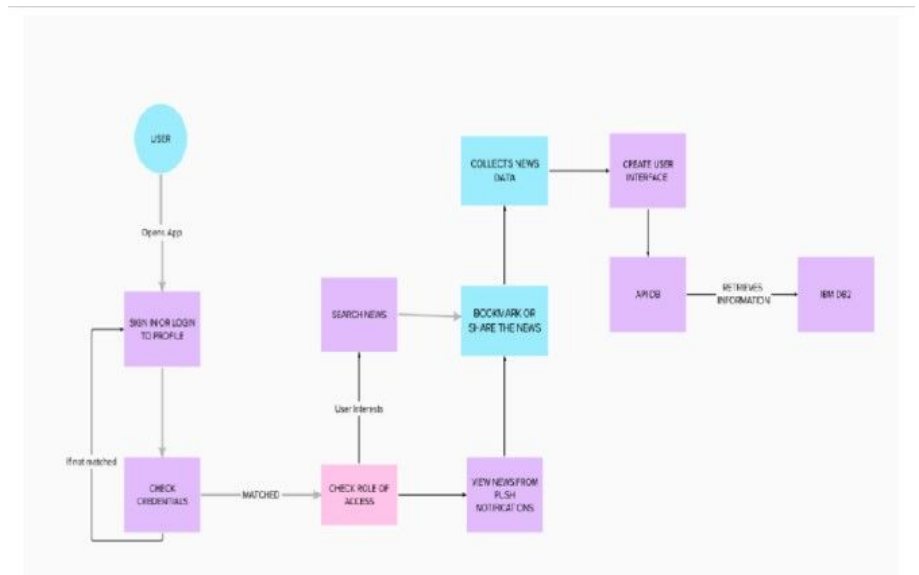 USER
Opens App
SIGN IN OR LOGIN
TO PROFILE
If not matched
CHECK
CREDENTIALS
MATCHED
CHECK ROLE OF
ACCESS
User Interests
SEARCH NEWS
VIEW NEWS FROM
PUSH
NOTIFICATIONS
BOOKMARK OR
SHARE THE NEWS
COLLECTS NEWS
DATA
CREATE USER
INTERFACE
API DB
RETRIEVES
INFORMATION
IBM DB2